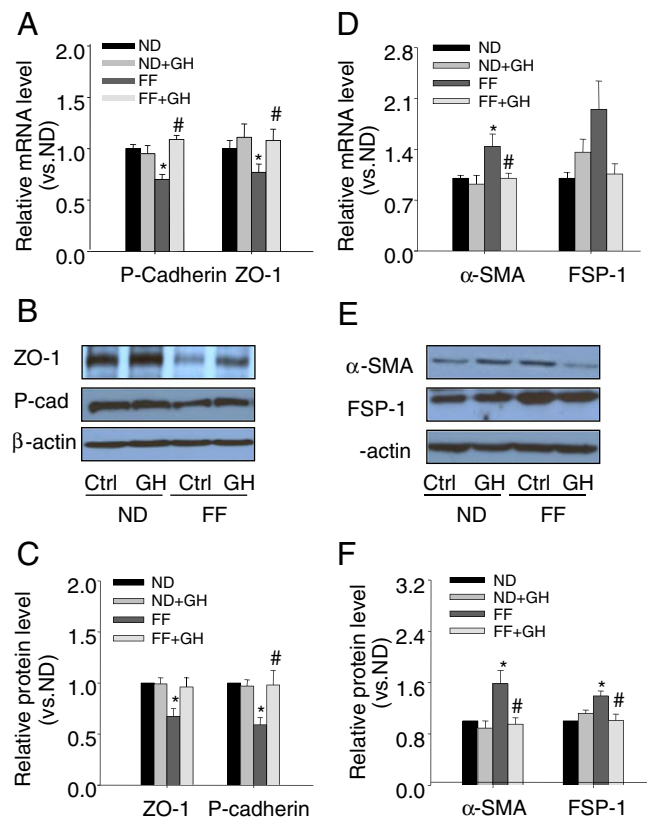 A
Relative mRNA level
(vs.ND)
2.0
1.5
1.0
0.5
0.0
ND
ND+GH
FF
FF+GH
*
#
*
#
P-Cadherin ZO-1
D
Relative mRNA level
(vs.ND)
2.8
2.1
1.4
0.7
0.0
ND
ND+GH
FF
FF+GH
*
#
α-SMA FSP-1
B
ZO-1
P-cad
β-actin
Ctrl GH Ctrl GH
ND FF
E
α-SMA
FSP-1
-actin
Ctrl GH Ctrl GH
ND FF
C
Relative protein level
(vs.ND)
2.0
1.5
1.0
0.5
0.0
ND
ND+GH
FF
FF+GH
*
*
#
ZO-1 P-cadherin
F
Relative protein level
(vs.ND)
3.2
2.4
1.6
0.8
0.0
ND
ND+GH
FF
FF+GH
*
#
*
#
α-SMA FSP-1